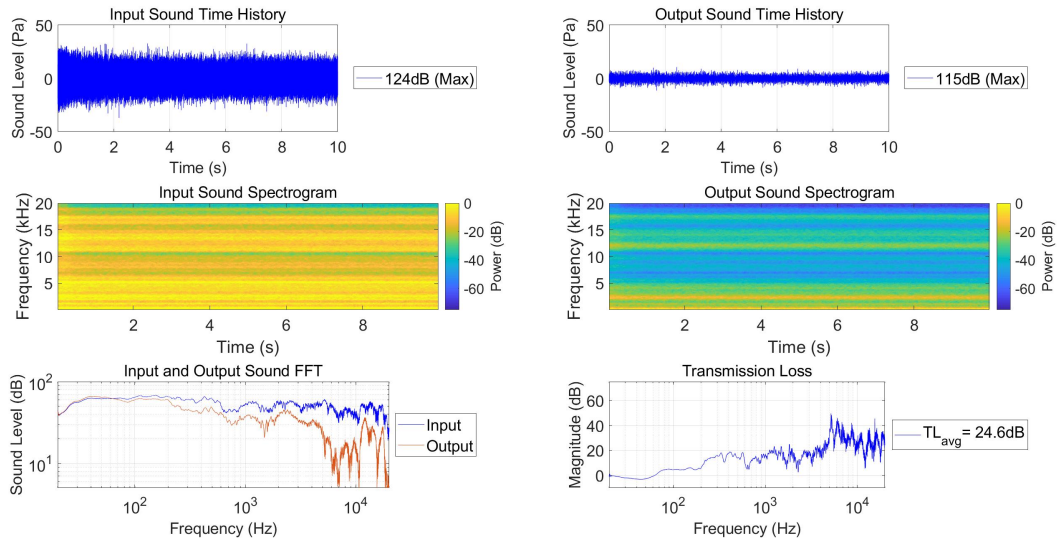 Input Sound Time History
Sound Level (Pa)
50
0
-50
0 2 4 6 8 10
Time (s)
124dB (Max)
Output Sound Time History
Sound Level (Pa)
50
0
-50
0 2 4 6 8 10
Time (s)
115dB (Max)
Input Sound Spectrogram
Frequency (kHz)
20
15
10
5
2 4 6 8
Time (s)
0
-20
-40
-60
Power (dB)
Output Sound Spectrogram
Frequency (kHz)
20
15
10
5
2 4 6 8
Time (s)
0
-20
-40
-60
Power (dB)
Input and Output Sound FFT
Sound Level (dB)
10²
10¹
10² 10³ 10⁴
Frequency (Hz)
Input
Output
Transmission Loss
Magnitude (dB)
60
40
20
0
10² 10³ 10⁴
Frequency (Hz)
TLavg = 24.6dB